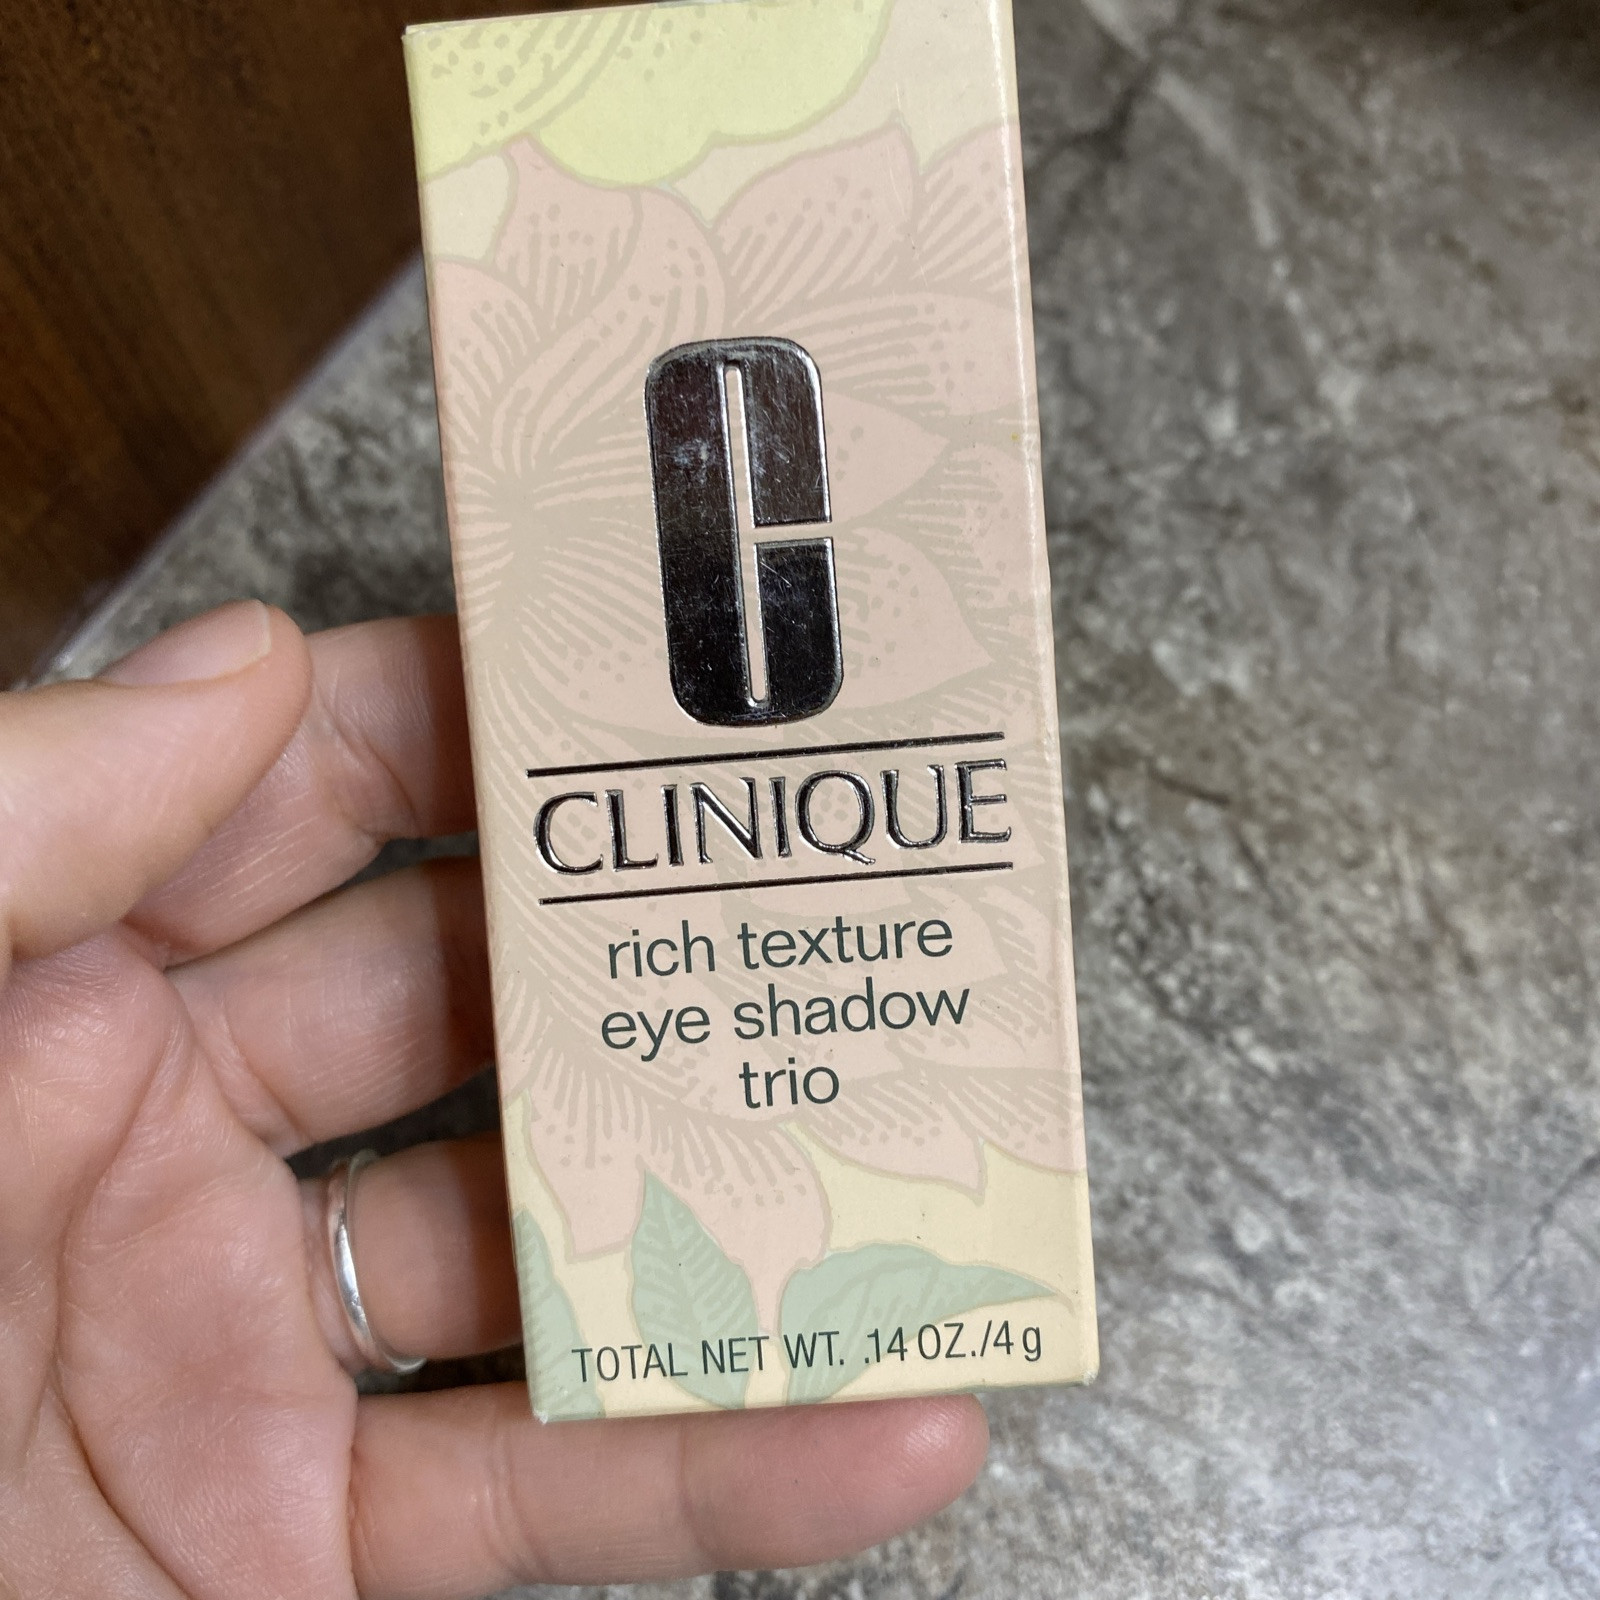 C
CLINIQUE
rich texture
eye shadow
trio
TOTAL NET WT. .14 OZ./4 g